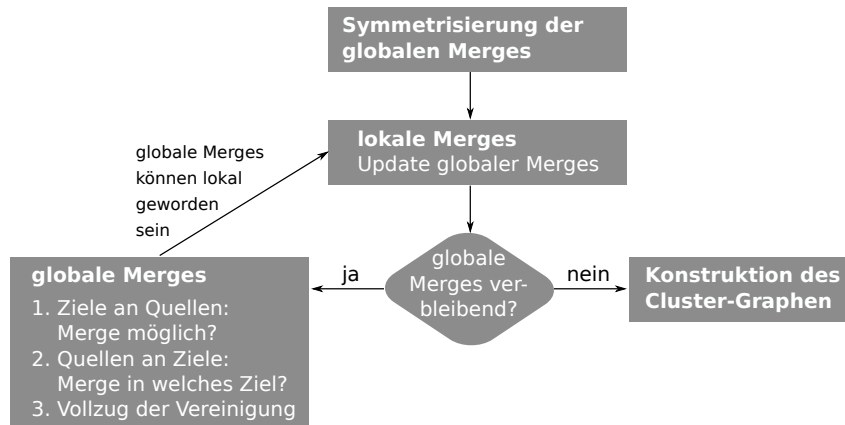 Symmetrisierung der
globalen Merges
lokale Merges
Update globaler Merges
globale Merges
können lokal
geworden
sein
globale
Merges ver-
bleibend?
ja
nein
globale Merges
1. Ziele an Quellen:
Merge möglich?
2. Quellen an Ziele:
Merge in welches Ziel?
3. Vollzug der Vereinigung
Konstruktion des
Cluster-Graphen